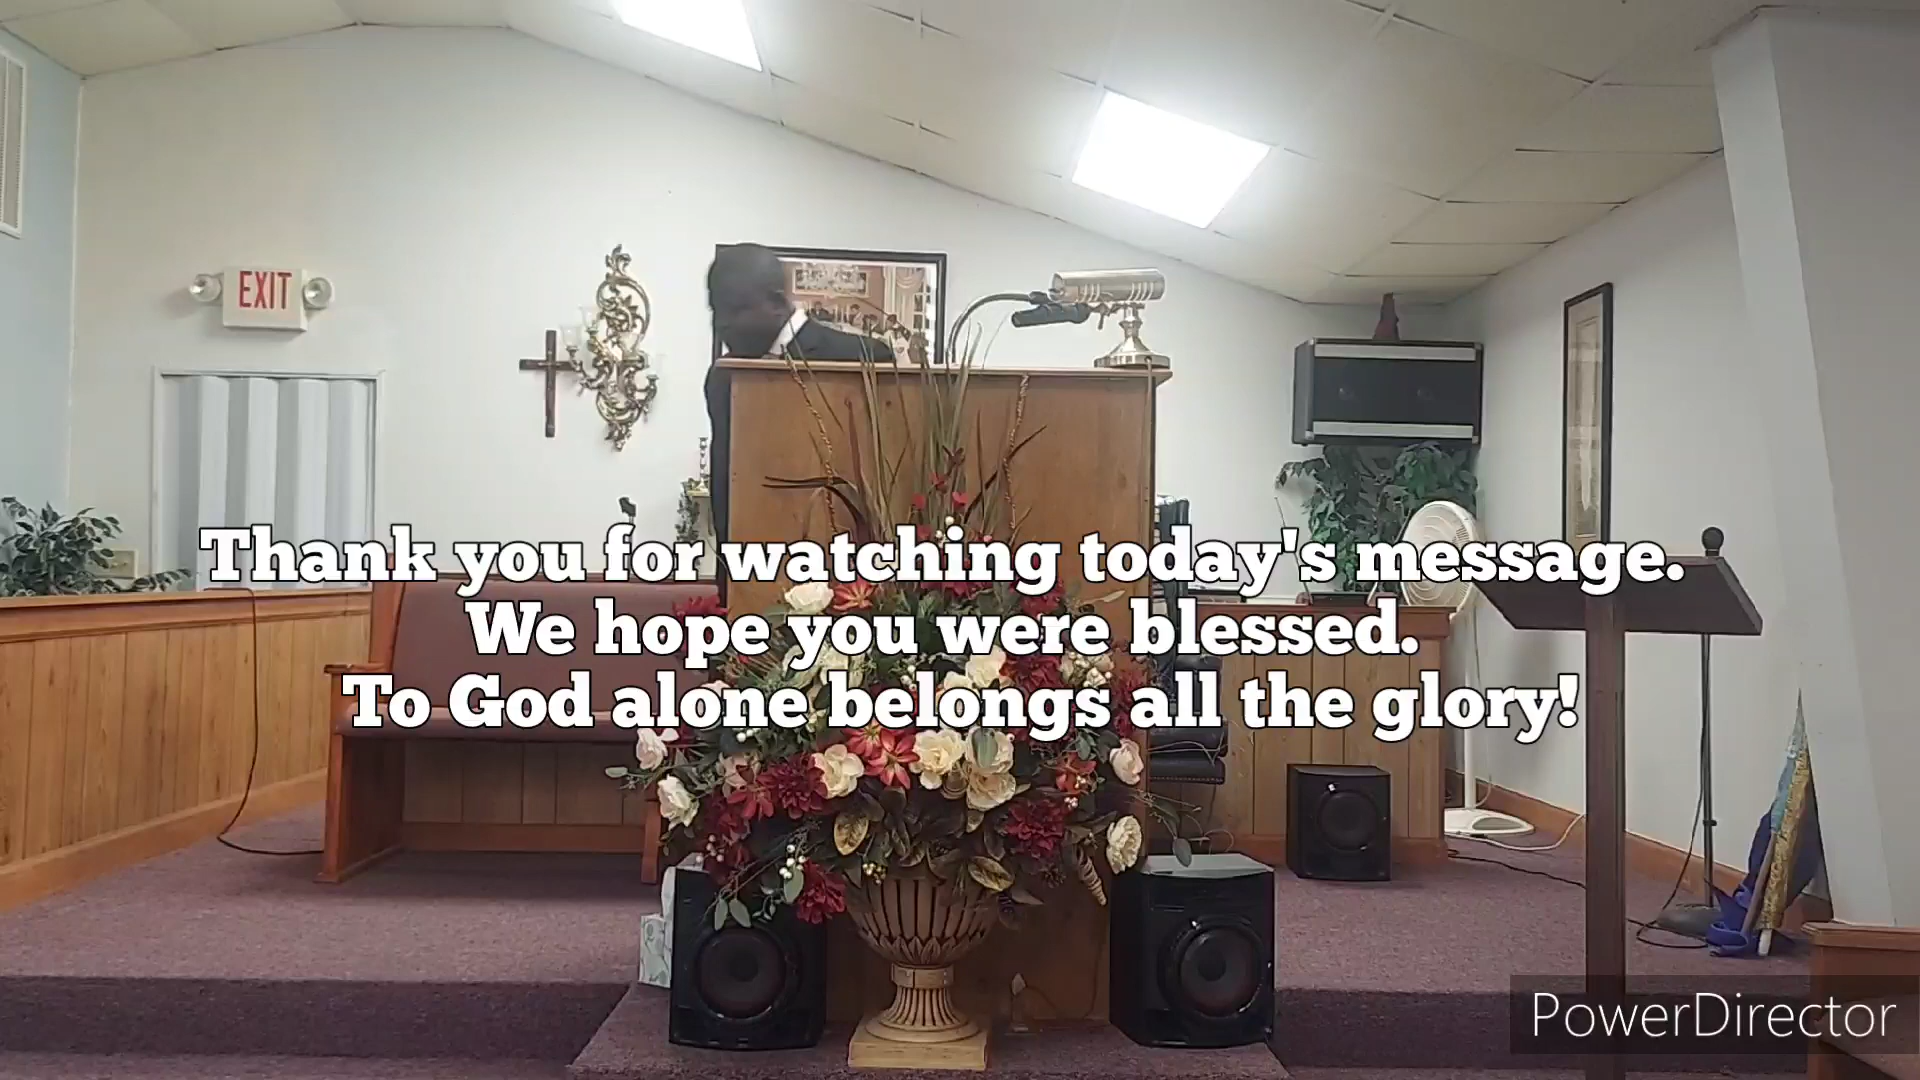 EXIT
Thank you for watching today's message.
We hope you were blessed.
To God alone belongs all the glory!
PowerDirector